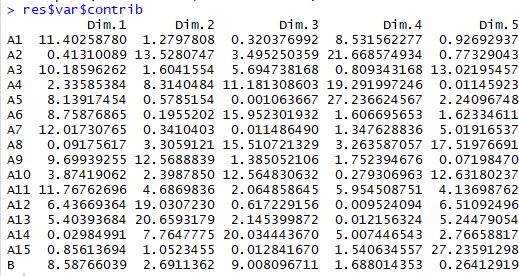 > res$var$contrib
Dim.1 Dim.2 Dim.3 Dim.4 Dim.5
A1 11.40258780 1.2797808 0.320376992 8.531562277 0.92692937
A2 0.41310089 13.5280747 3.495250359 21.668574934 0.77329043
A3 10.18596262 1.6041554 5.694738168 0.809343168 13.02195457
A4 2.33585384 8.3140484 11.181308603 19.291997246 0.01145923
A5 8.13917454 0.5785154 0.001063667 27.236624567 2.24096748
A6 8.75876865 0.1955202 15.952301932 1.606695653 1.62334611
A7 12.01730765 0.3410403 0.011486490 1.347628836 5.01916537
A8 0.09175617 3.3059121 15.510721329 3.263587057 17.51976691
A9 9.69939255 12.5688839 1.385052106 1.752394676 0.07198470
A10 3.87419062 2.3987850 12.564830632 0.279306963 12.63180237
A11 11.76762696 4.6869836 2.064858645 5.954508751 4.13698762
A12 6.43669364 19.0307230 0.617229156 0.009524094 6.51092496
A13 5.40393684 20.6593179 2.145399872 0.012156324 5.24479054
A14 0.02984991 7.7647775 20.034443670 5.007446543 2.76658817
A15 0.85613694 1.0523455 0.012841670 1.540634557 27.23591298
B 8.58766039 2.6911362 9.008096711 1.688014353 0.26412919